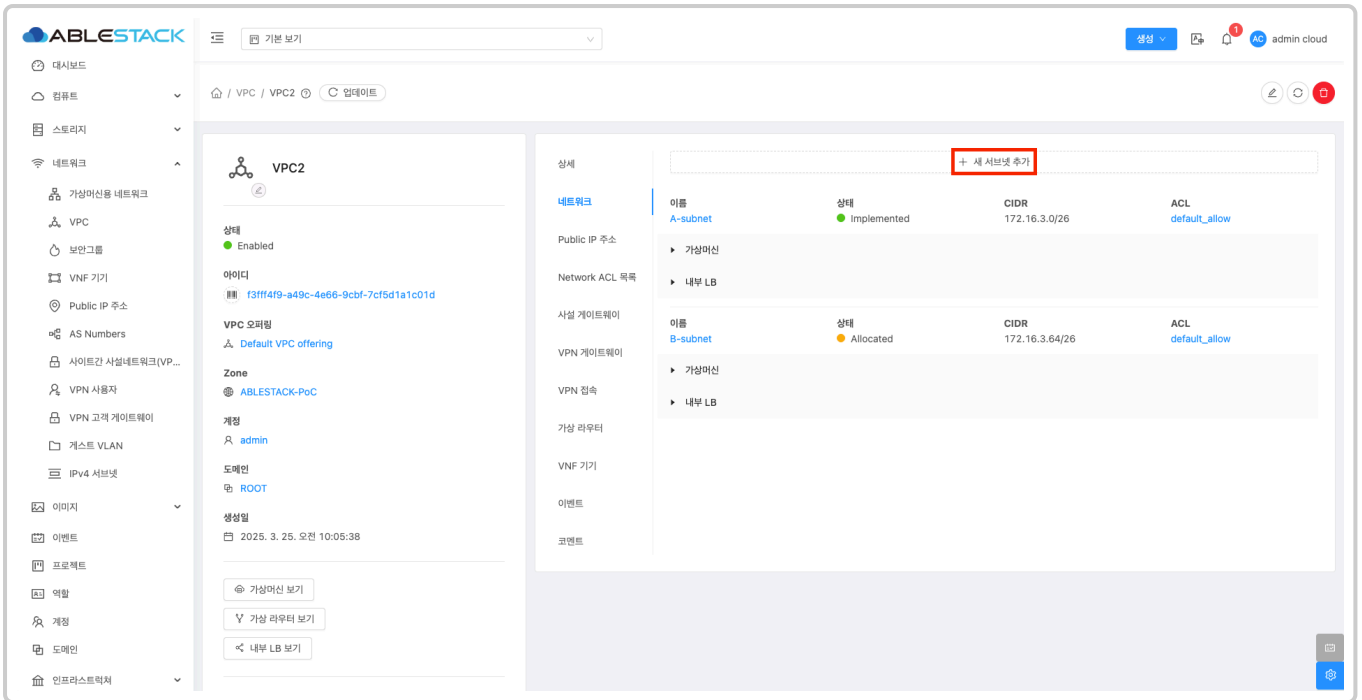 ABLESTACK
기본 보기
생성
1
AC
admin cloud
대시보드
컴퓨트
스토리지
네트워크
가상머신용 네트워크
VPC
보안그룹
VNF 기기
Public IP 주소
AS Numbers
사이트간 사설네트워크(VP...
VPN 사용자
VPN 고객 게이트웨이
게스트 VLAN
IPv4 서브넷
이미지
이벤트
프로젝트
역할
계정
도메인
인프라스트럭쳐
/ VPC / VPC2
업데이트
VPC2
상태
Enabled
아이디
f3fff4f9-a49c-4e66-9cbf-7cf5d1a1c01d
VPC 오퍼링
Default VPC offering
Zone
ABLESTACK-PoC
계정
admin
도메인
ROOT
생성일
2025. 3. 25. 오전 10:05:38
가상머신 보기
가상 라우터 보기
내부 LB 보기
상세
네트워크
Public IP 주소
Network ACL 목록
사설 게이트웨이
VPN 게이트웨이
VPN 접속
가상 라우터
VNF 기기
이벤트
코멘트
+ 새 서브넷 추가
이름 상태 CIDR ACL
A-subnet Implemented 172.16.3.0/26 default_allow
가상머신
내부 LB
이름 상태 CIDR ACL
B-subnet Allocated 172.16.3.64/26 default_allow
가상머신
내부 LB